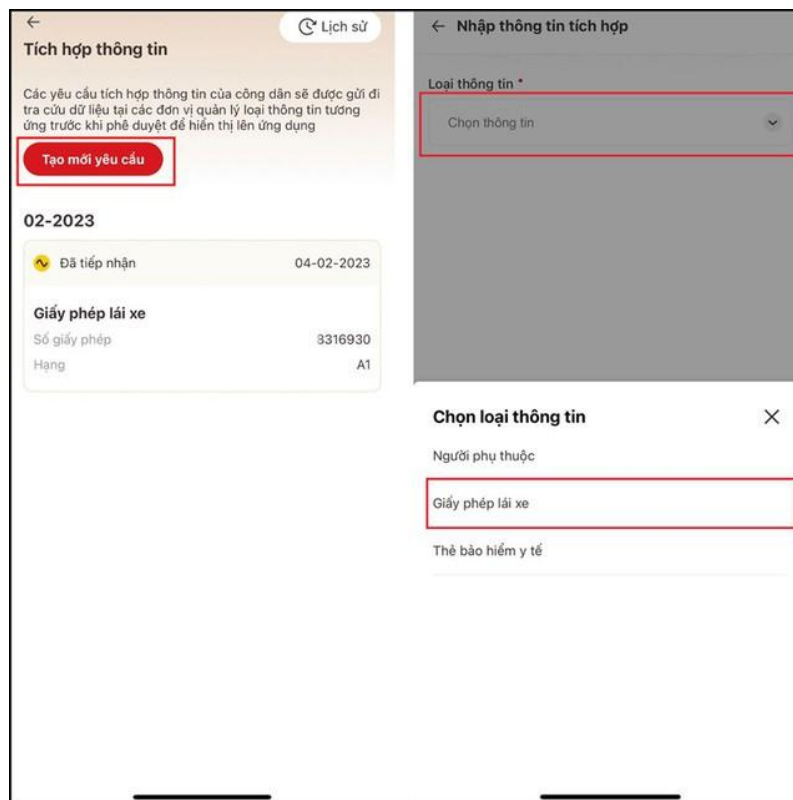 Lịch sử
Tích hợp thông tin
Các yêu cầu tích hợp thông tin của công dân sẽ được gửi đi
tra cứu dữ liệu tại các đơn vị quản lý loại thông tin tương
ứng trước khi phê duyệt để hiển thị lên ứng dụng
Tạo mới yêu cầu
02-2023
Đã tiếp nhận 04-02-2023
Giấy phép lái xe
Số giấy phép 3316930
Hạng A1
Nhập thông tin tích hợp
Loại thông tin *
Chọn thông tin
Chọn loại thông tin
Người phụ thuộc
Giấy phép lái xe
Thẻ bảo hiểm y tế